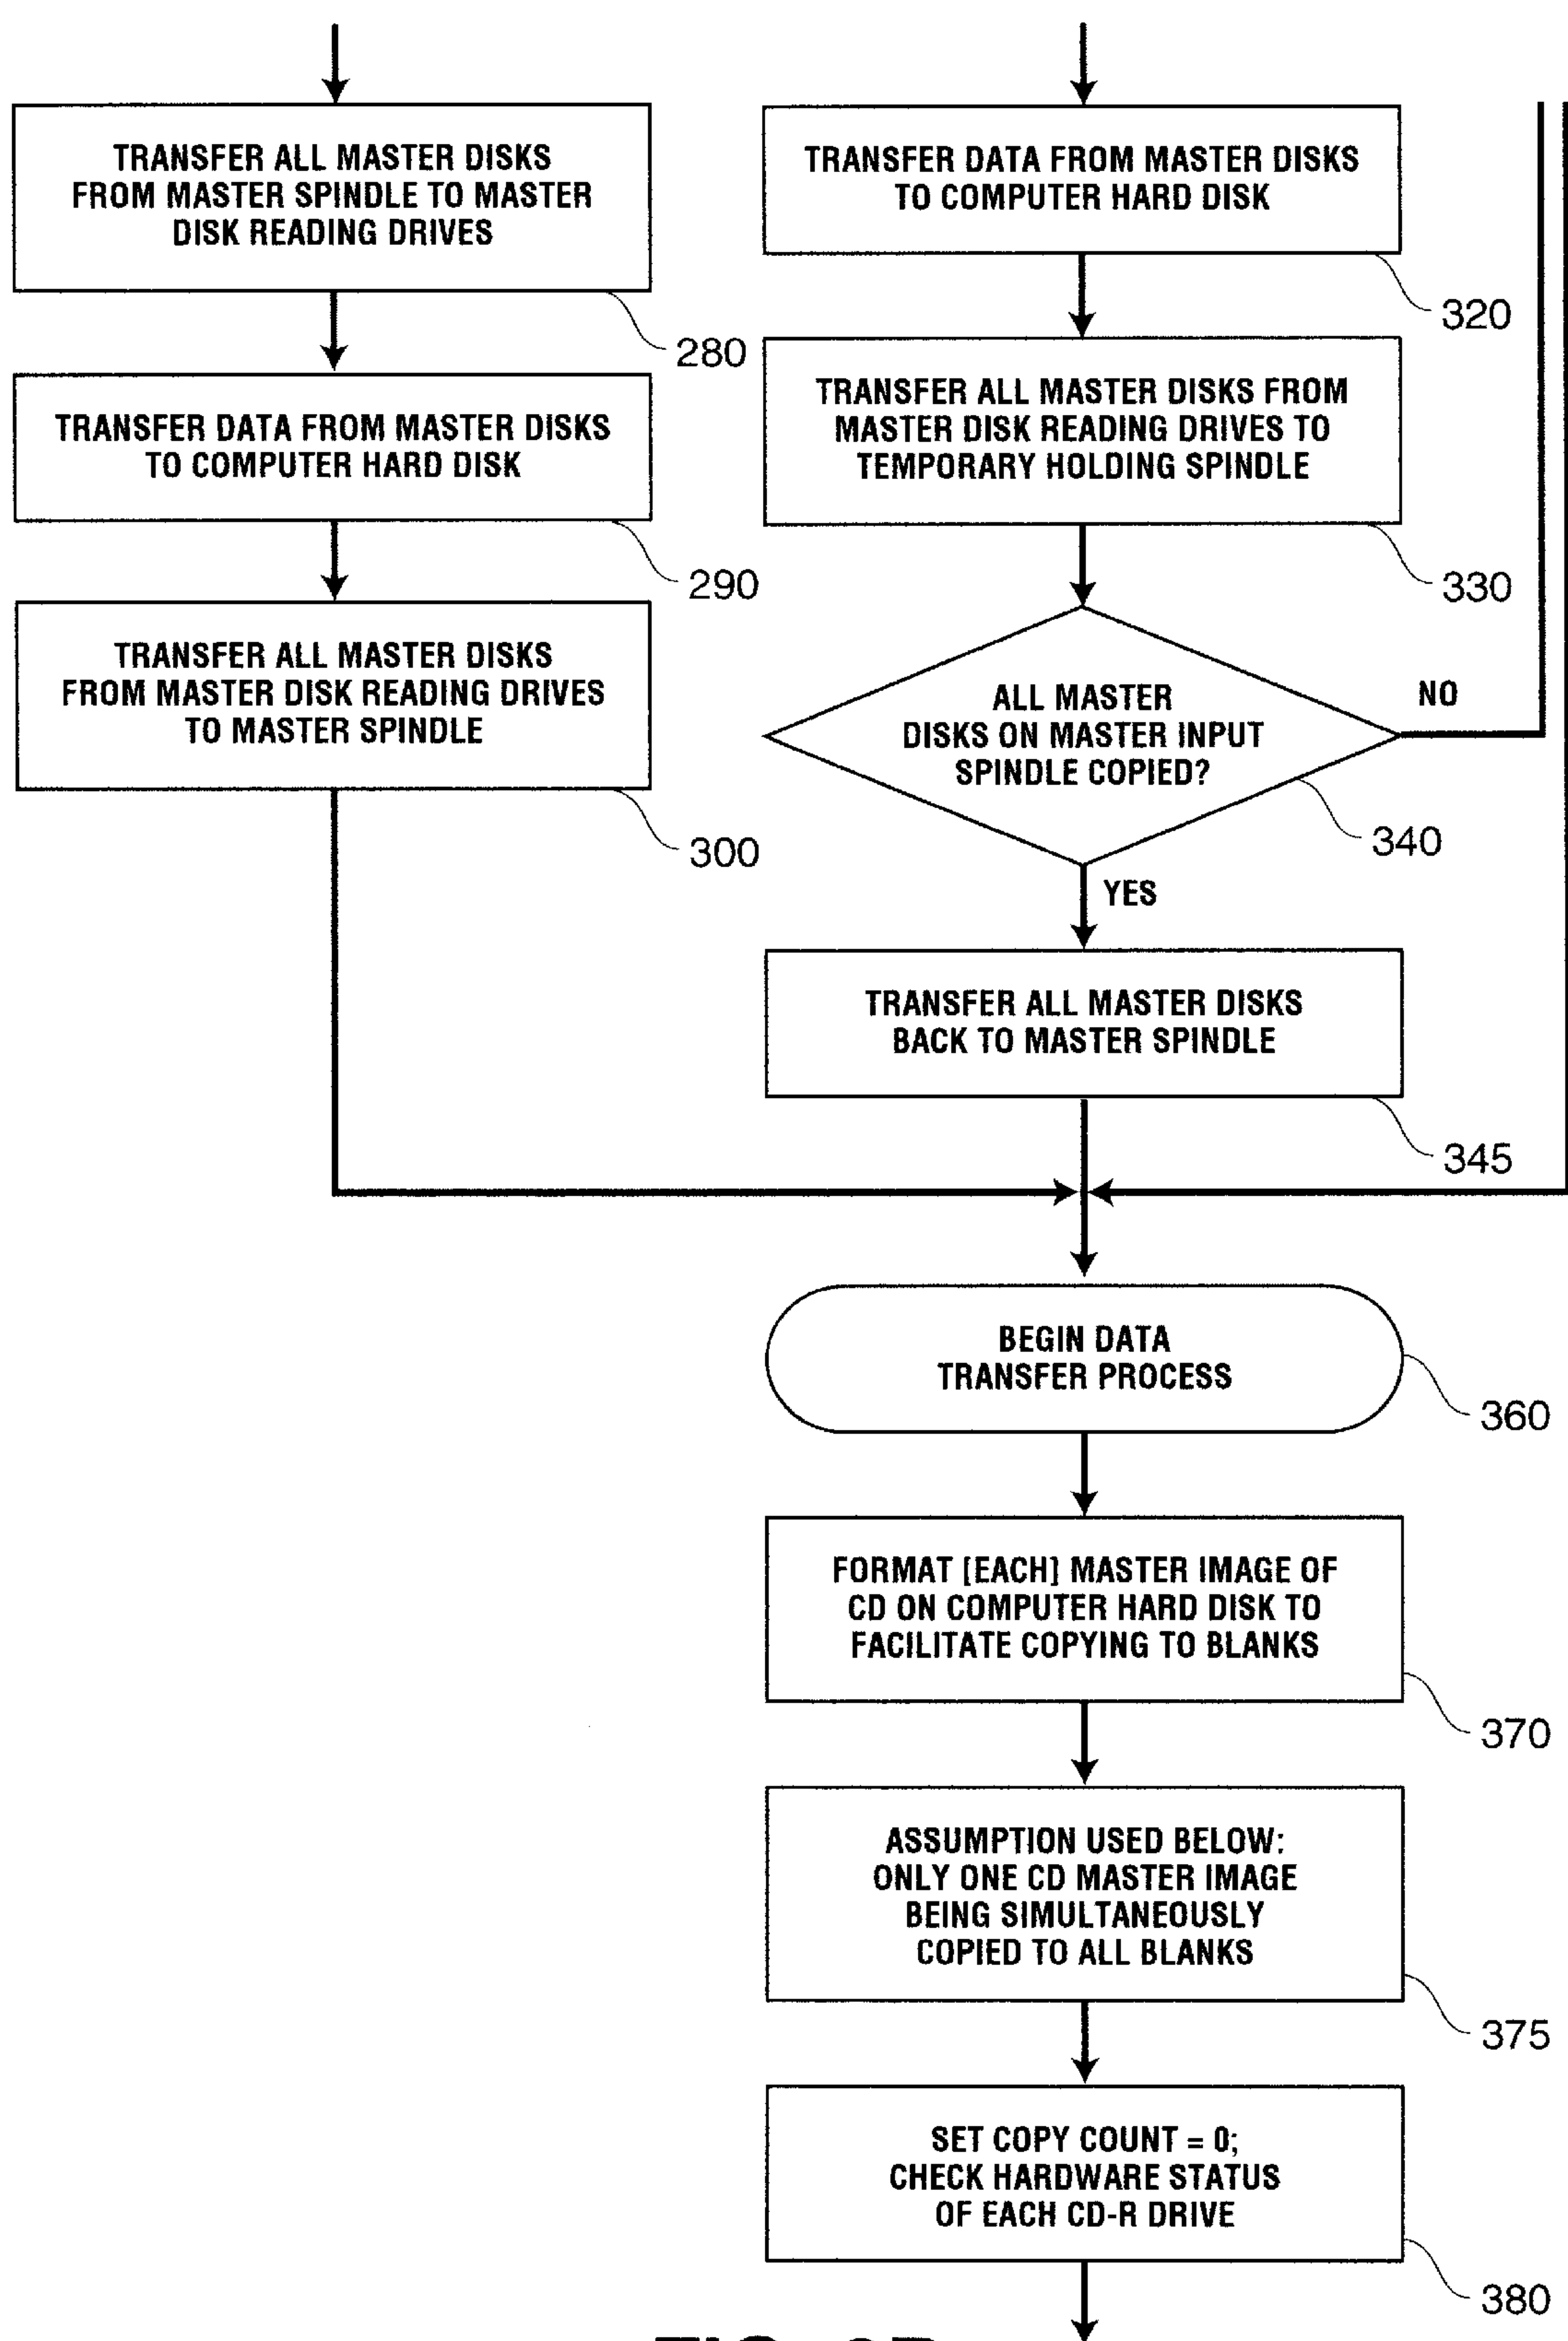 TRANSFER ALL MASTER DISKS
FROM MASTER SPINDLE TO MASTER
DISK READING DRIVES
280
TRANSFER DATA FROM MASTER DISKS
TO COMPUTER HARD DISK
290
TRANSFER ALL MASTER DISKS
FROM MASTER DISK READING DRIVES
TO MASTER SPINDLE
300
TRANSFER DATA FROM MASTER DISKS
TO COMPUTER HARD DISK
320
TRANSFER ALL MASTER DISKS FROM
MASTER DISK READING DRIVES TO
TEMPORARY HOLDING SPINDLE
330
ALL MASTER
DISKS ON MASTER INPUT
SPINDLE COPIED?
340
NO
YES
TRANSFER ALL MASTER DISKS
BACK TO MASTER SPINDLE
345
BEGIN DATA
TRANSFER PROCESS
360
FORMAT [EACH] MASTER IMAGE OF
CD ON COMPUTER HARD DISK TO
FACILITATE COPYING TO BLANKS
370
ASSUMPTION USED BELOW:
ONLY ONE CD MASTER IMAGE
BEING SIMULTANEOUSLY
COPIED TO ALL BLANKS
375
SET COPY COUNT = 0;
CHECK HARDWARE STATUS
OF EACH CD-R DRIVE
380